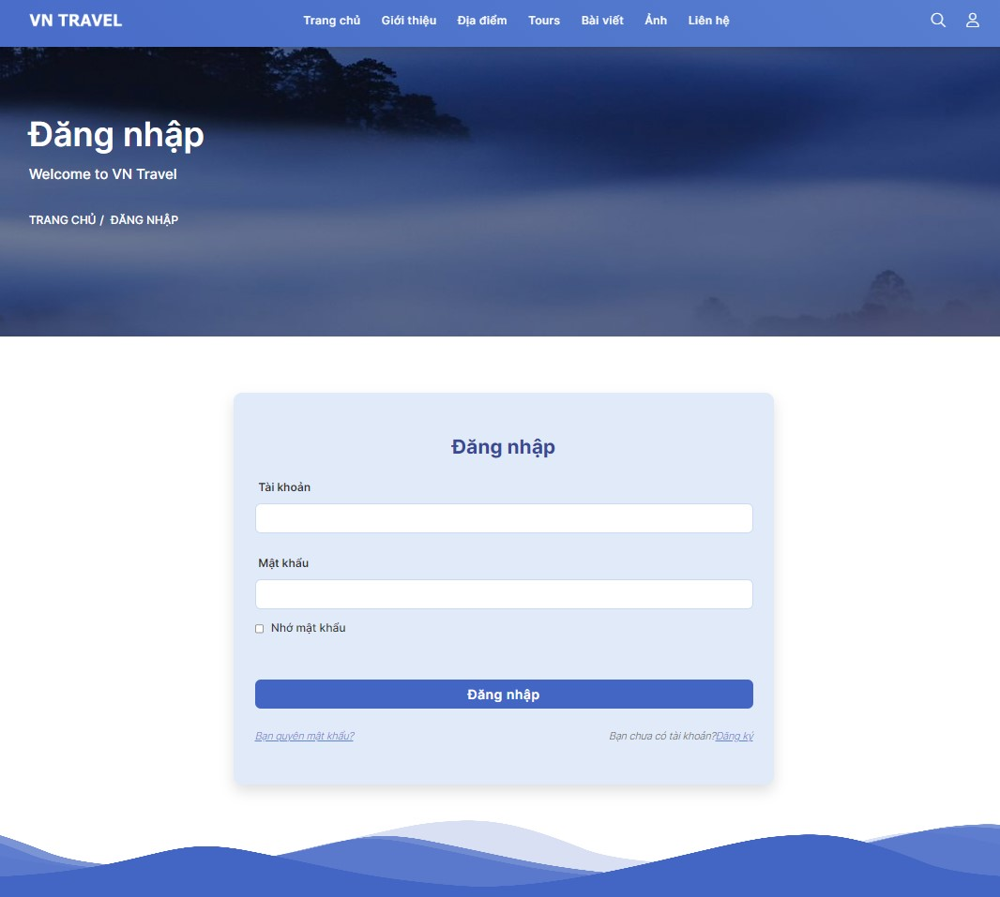 VN TRAVEL
Trang chủ Giới thiệu Địa điểm Tours Bài viết Ảnh Liên hệ
Đăng nhập
Welcome to VN Travel
TRANG CHỦ / ĐĂNG NHẬP
Đăng nhập
Tài khoản
Mật khẩu
Nhớ mật khẩu
Đăng nhập
Bạn quyên mật khẩu? Bạn chưa có tài khoản?Đăng ký